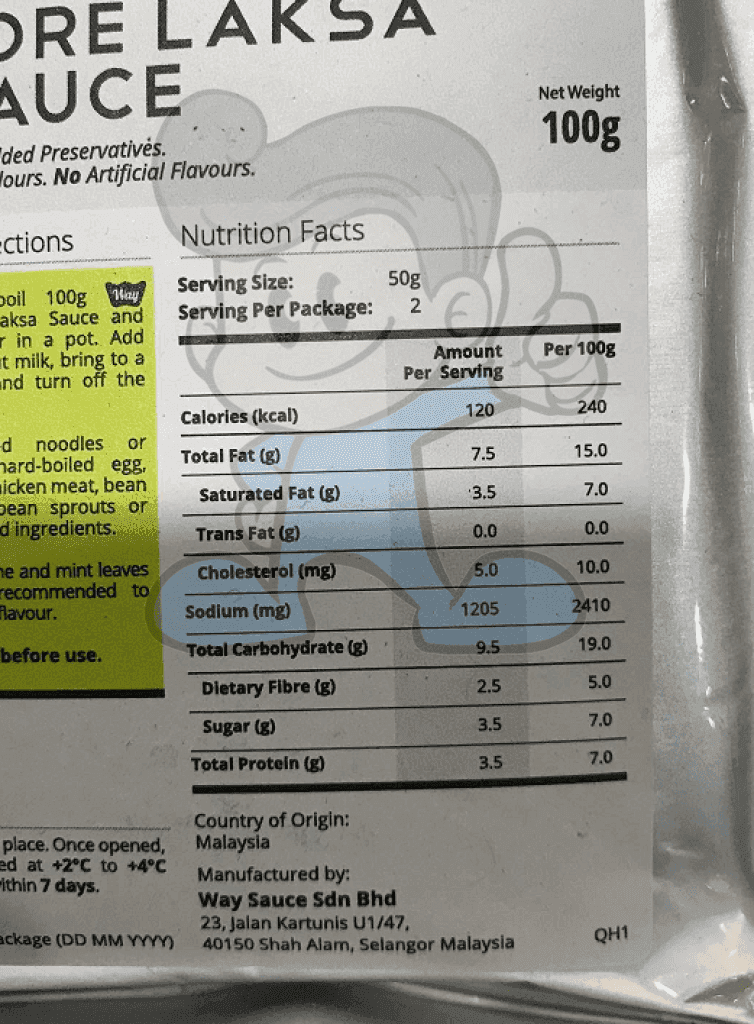 ORE LAKSA
AUCE
Net Weight
100g
ded Preservatives.
lours. No Artificial Flavours.
ections
boil 100g Way
aksa Sauce and
r in a pot. Add
t milk, bring to a
nd turn off the
d noodles or
hard-boiled egg,
hicken meat, bean
bean sprouts or
d ingredients.
ne and mint leaves
recommended to
flavour.
before use.
place. Once opened,
ed at +2°C to +4°C
ithin 7 days.
ackage (DD MM YYYY)
Nutrition Facts
Serving Size: 50g
Serving Per Package: 2
Amount Per Serving Per 100g
Calories (kcal) 120 240
Total Fat (g) 7.5 15.0
Saturated Fat (g) 3.5 7.0
Trans Fat (g) 0.0 0.0
Cholesterol (mg) 5.0 10.0
Sodium (mg) 1205 2410
Total Carbohydrate (g) 9.5 19.0
Dietary Fibre (g) 2.5 5.0
Sugar (g) 3.5 7.0
Total Protein (g) 3.5 7.0
Country of Origin:
Malaysia
Manufactured by:
Way Sauce Sdn Bhd
23, Jalan Kartunis U1/47,
40150 Shah Alam, Selangor Malaysia
QH1